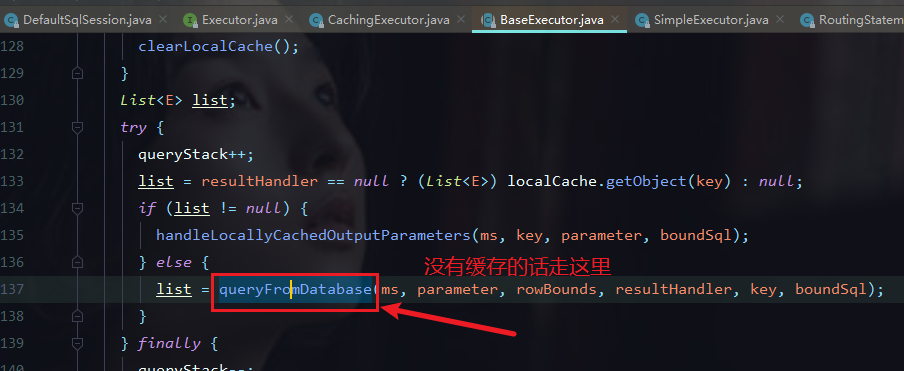 DefaultSqlSession.java × Executor.java × CachingExecutor.java × BaseExecutor.java × SimpleExecutor.java × RoutingStatem
128 clearLocalCache();
129 }
130 List<E> list;
131 try {
132 queryStack++;
133 list = resultHandler == null ? (List<E>) localCache.getObject(key) : null;
134 if (list != null) {
135 handleLocallyCachedOutputParameters(ms, key, parameter, boundSql);
136 } else {
没有缓存的话走这里
137 list = queryFromDatabase(ms, parameter, rowBounds, resultHandler, key, boundSql);
138 }
139 } finally {
140 queryStack--;